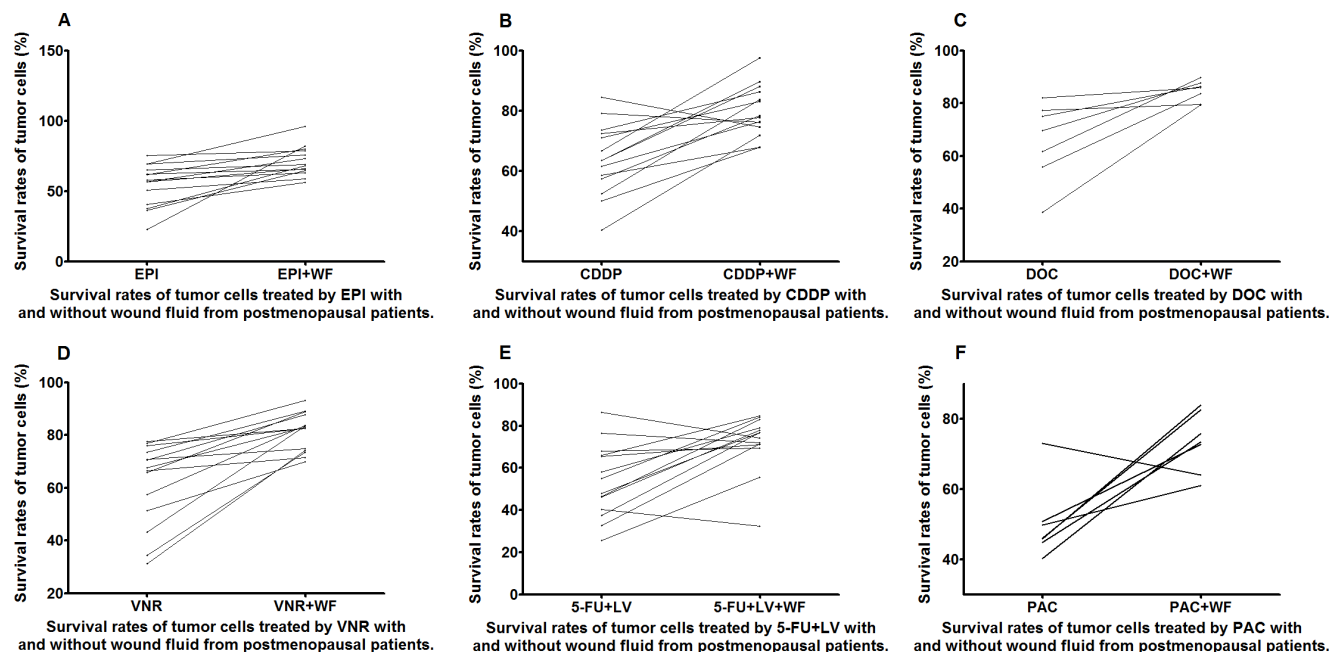 A
Survival rates of tumor cells (%)
150
100
50
0
EPI
EPI+WF
Survival rates of tumor cells treated by EPI with
and without wound fluid from postmenopausal patients.
B
Survival rates of tumor cells (%)
100
80
60
40
CDDP
CDDP+WF
Survival rates of tumor cells treated by CDDP with
and without wound fluid from postmenopausal patients.
C
Survival rates of tumor cells (%)
100
80
60
40
20
DOC
DOC+WF
Survival rates of tumor cells treated by DOC with
and without wound fluid from postmenopausal patients.
D
Survival rates of tumor cells (%)
100
80
60
40
20
VNR
VNR+WF
Survival rates of tumor cells treated by VNR with
and without wound fluid from postmenopausal patients.
E
Survival rates of tumor cells (%)
100
80
60
40
20
0
5-FU+LV
5-FU+LV+WF
Survival rates of tumor cells treated by 5-FU+LV with
and without wound fluid from postmenopausal patients.
F
Survival rates of tumor cells (%)
80
60
40
PAC
PAC+WF
Survival rates of tumor cells treated by PAC with
and without wound fluid from postmenopausal patients.